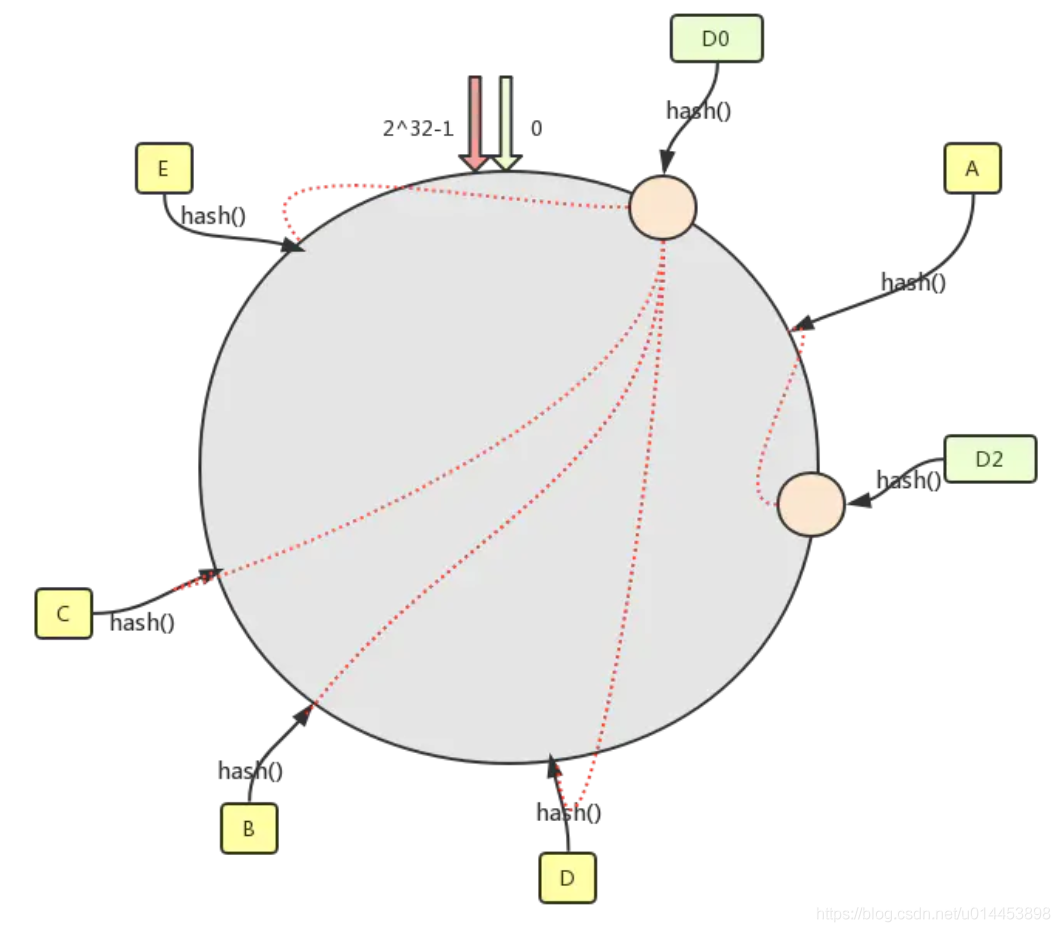 D0
hash()
2^32-1
0
E
A
hash()
hash()
D2
hash()
C
hash()
hash()
B
hash()
D
https://blog.csdn.net/u014453898